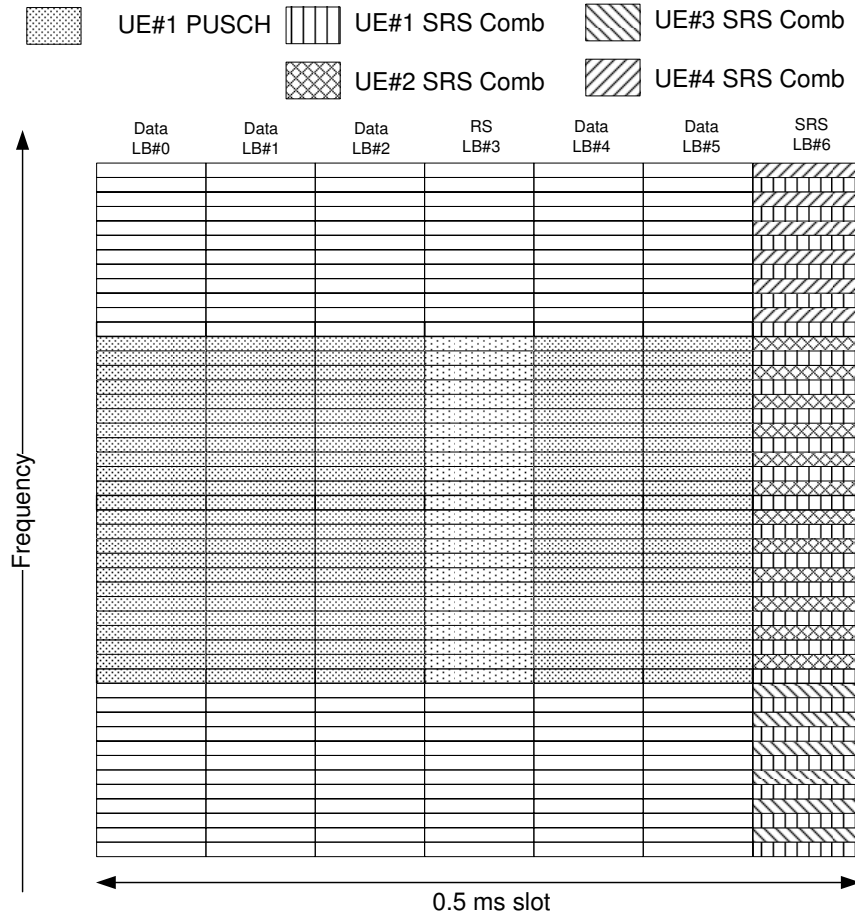 UE#1 PUSCH
UE#1 SRS Comb
UE#3 SRS Comb
UE#2 SRS Comb
UE#4 SRS Comb
Data LB#0
Data LB#1
Data LB#2
RS LB#3
Data LB#4
Data LB#5
SRS LB#6
Frequency
0.5 ms slot